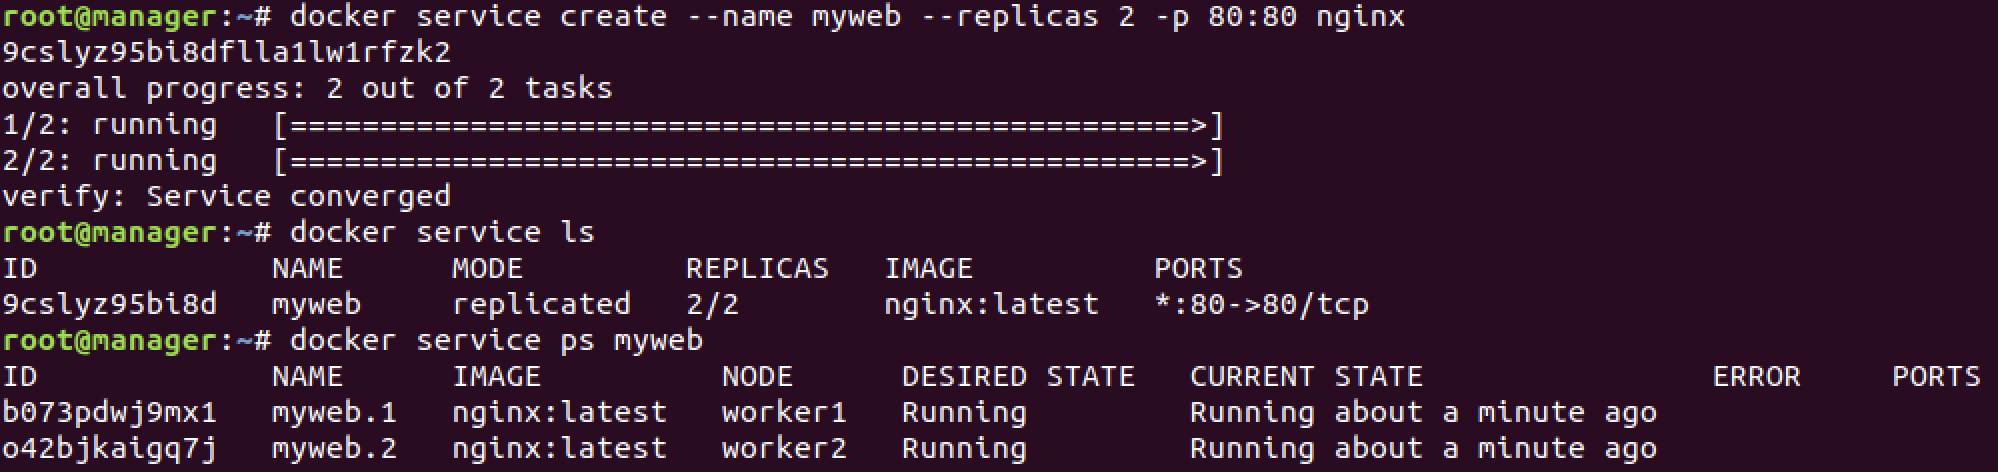 root@manager:~# docker service create --name myweb --replicas 2 -p 80:80 nginx
9cslyz95bi8dflla1lw1rfzk2
overall progress: 2 out of 2 tasks
1/2: running   [==================================================>]
2/2: running   [==================================================>]
verify: Service converged
root@manager:~# docker service ls
ID             NAME      MODE         REPLICAS   IMAGE          PORTS
9cslyz95bi8d   myweb     replicated   2/2        nginx:latest   *:80->80/tcp
root@manager:~# docker service ps myweb
ID             NAME      IMAGE          NODE      DESIRED STATE   CURRENT STATE                ERROR     PORTS
b073pdwj9mx1   myweb.1   nginx:latest   worker1   Running         Running about a minute ago
o42bjkaigq7j   myweb.2   nginx:latest   worker2   Running         Running about a minute ago